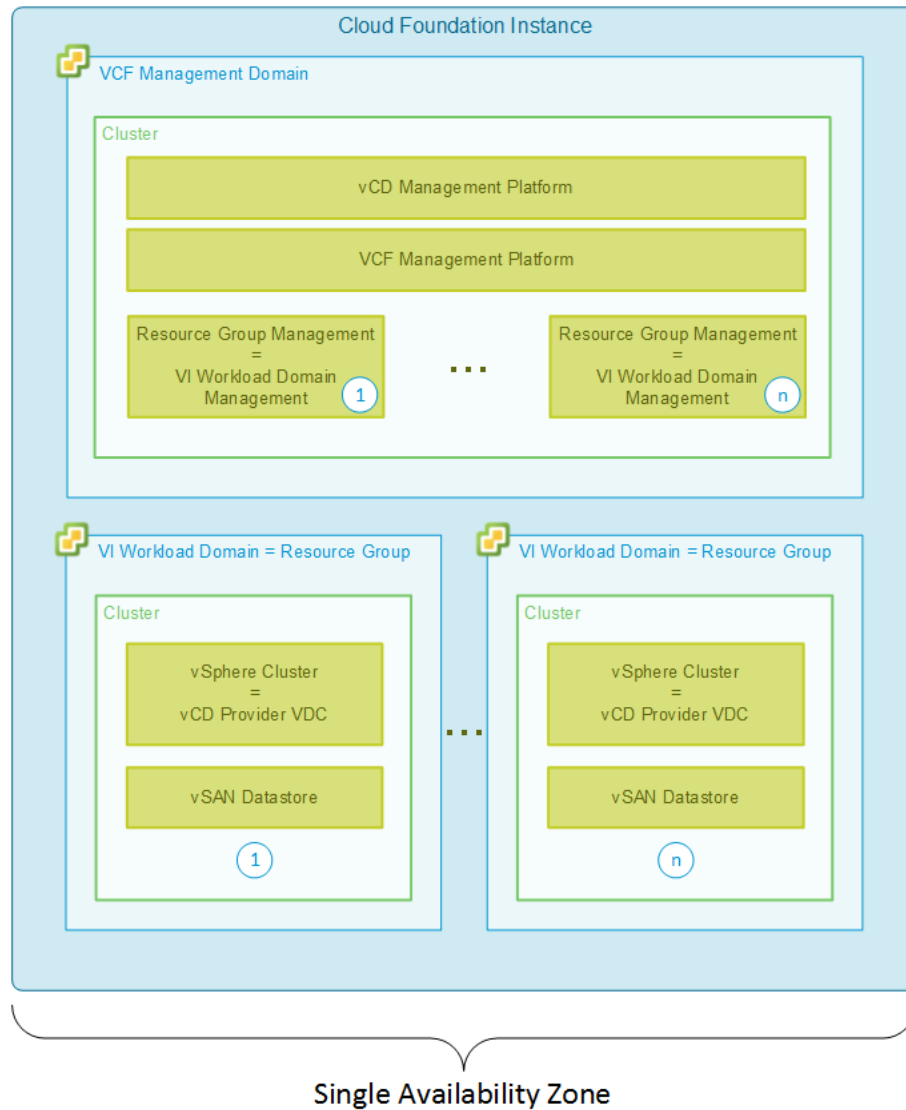 Cloud Foundation Instance
VCF Management Domain
Cluster
vCD Management Platform
VCF Management Platform
Resource Group Management
=
VI Workload Domain
Management
1
...
Resource Group Management
=
VI Workload Domain
Management
n
VI Workload Domain = Resource Group
Cluster
vSphere Cluster
=
vCD Provider VDC
vSAN Datastore
1
...
VI Workload Domain = Resource Group
Cluster
vSphere Cluster
=
vCD Provider VDC
vSAN Datastore
n
Single Availability Zone